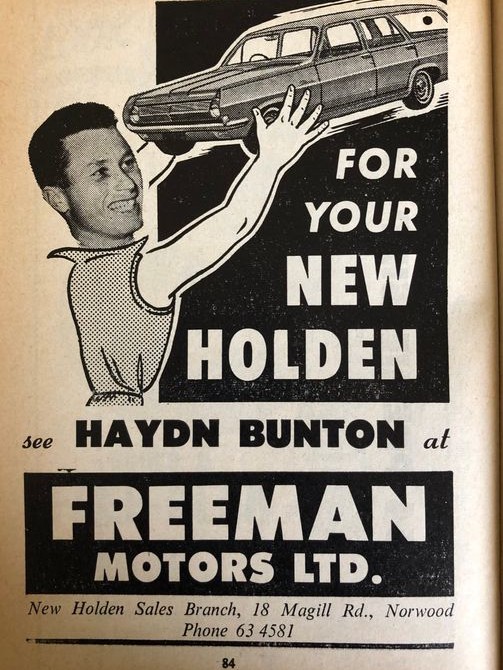 FOR
YOUR
NEW
HOLDEN
see HAYDN BUNTON at
FREEMAN
MOTORS LTD.
New Holden Sales Branch, 18 Magill Rd., Norwood
Phone 63 4581
84